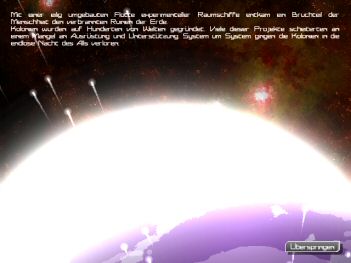 Mit einer eilig umgebauten Flotte experimenteller Raumschiffe entkam ein Bruchteil der
Menschheit den verbrannten Ruinen der Erde.
Kolonien wurden auf Hunderten von Welten gegründet. Viele dieser Projekte scheiterten an
einem Mangel an Ausrüstung und Unterstützung. System um System gingen die Kolonien in die
endlose Nacht des Alls verloren.
Überspringen